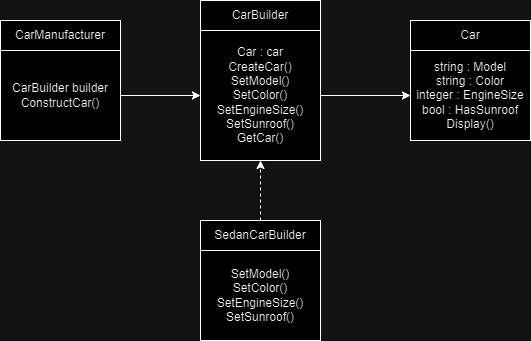 CarManufacturer
CarBuilder builder
ConstructCar()
CarBuilder
Car : car
CreateCar()
SetModel()
SetColor()
SetEngineSize()
SetSunroof()
GetCar()
Car
string : Model
string : Color
integer : EngineSize
bool : HasSunroof
Display()
SedanCarBuilder
SetModel()
SetColor()
SetEngineSize()
SetSunroof()